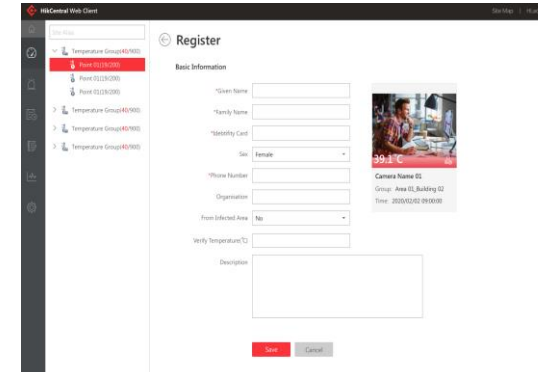 HikCentral Web Client
Site Map | HikC
Temperature Group(40/900)
Point 01(19/200)
Point 01(19/200)
Point 01(19/200)
Temperature Group(40/900)
Temperature Group(40/900)
Temperature Group(40/900)
Register
Basic Information
*Given Name
*Family Name
*Identitfity Card
Sex Female
*Phone Number
Organisation
From Infected Area No
Verify Temperature(℃)
Description
39.1℃
Camera Name 01
Group: Area 01_Building 02
Time: 2020/02/02 09:00:00
Save Cancel